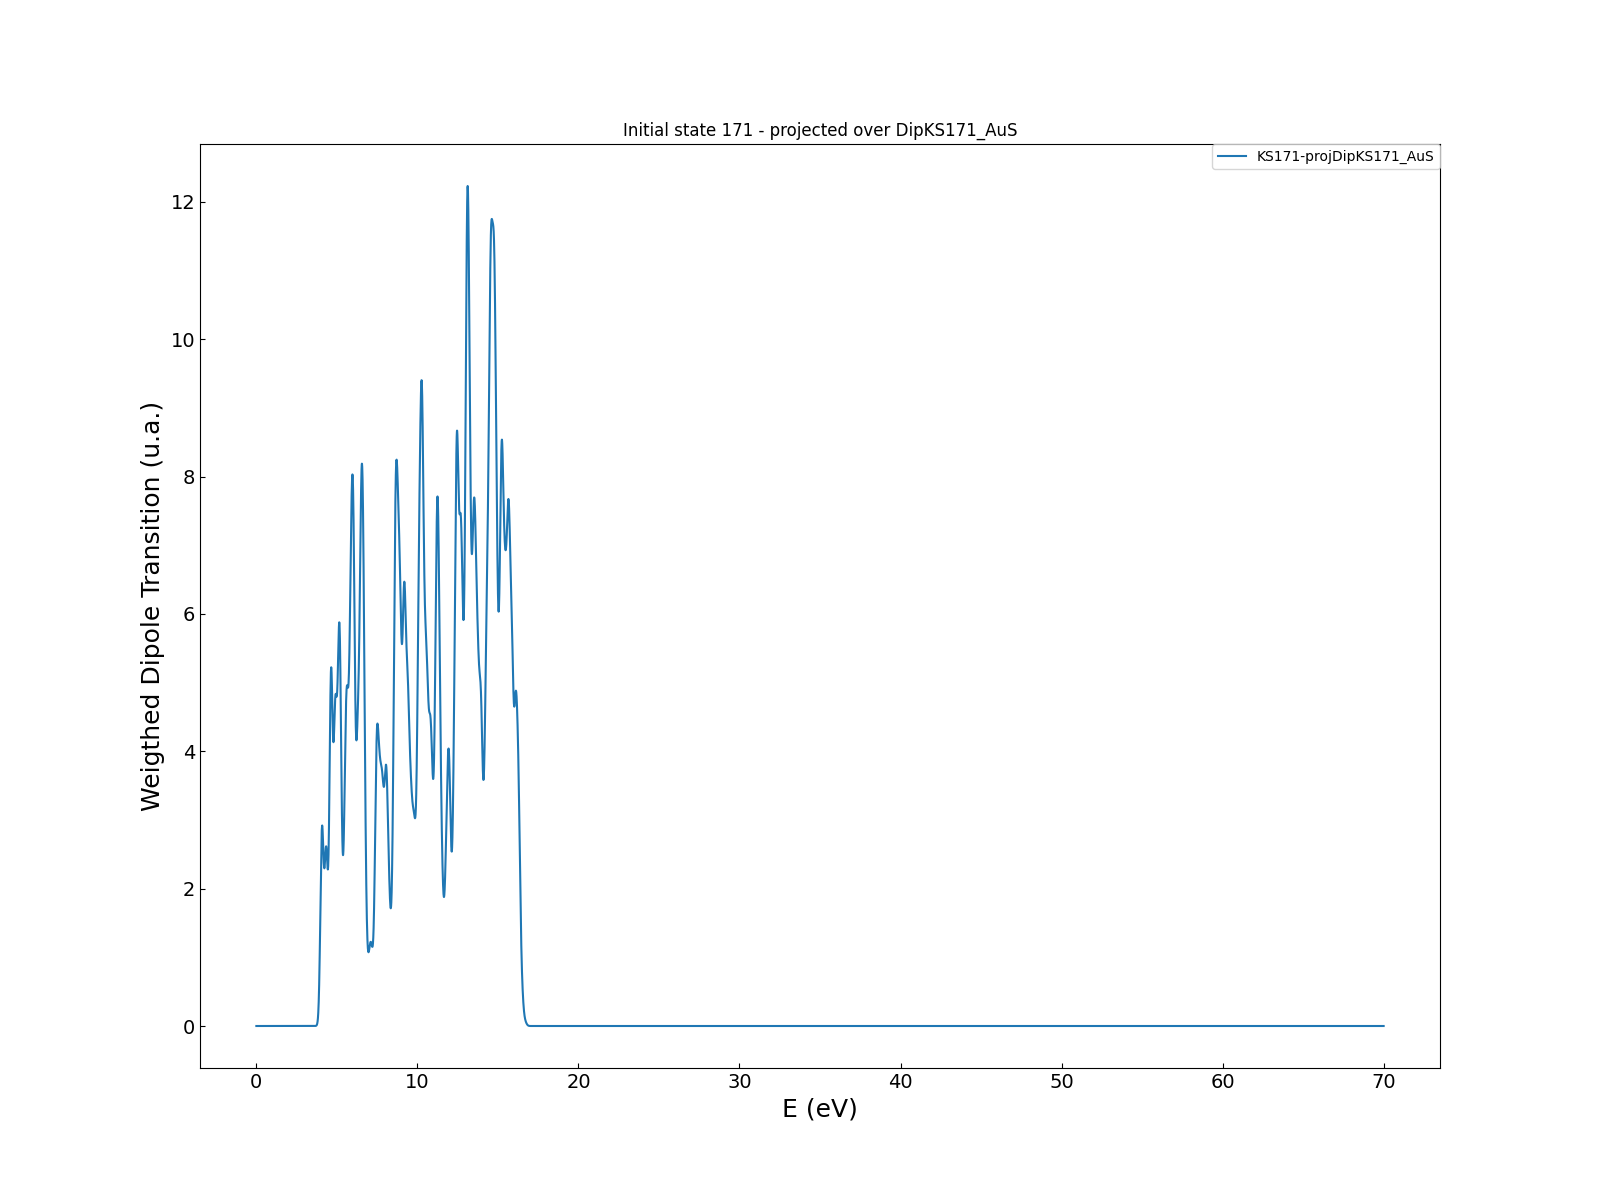 Initial state 171 - projected over DipKS171_AuS
KS171-projDipKS171_AuS
Weigthed Dipole Transition (u.a.)
12
10
8
6
4
2
0
0 10 20 30 40 50 60 70
E (eV)